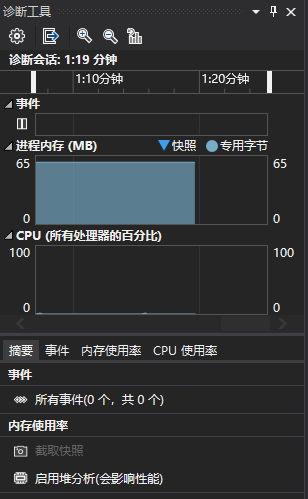 诊断工具
诊断会话: 1:19 分钟
1:10分钟 1:20分钟
事件
进程内存 (MB) 快照 专用字节
65 65
0 0
CPU (所有处理器的百分比)
100 100
0 0
摘要 事件 内存使用率 CPU 使用率
事件
所有事件(0 个，共 0 个)
内存使用率
截取快照
启用堆分析(会影响性能)